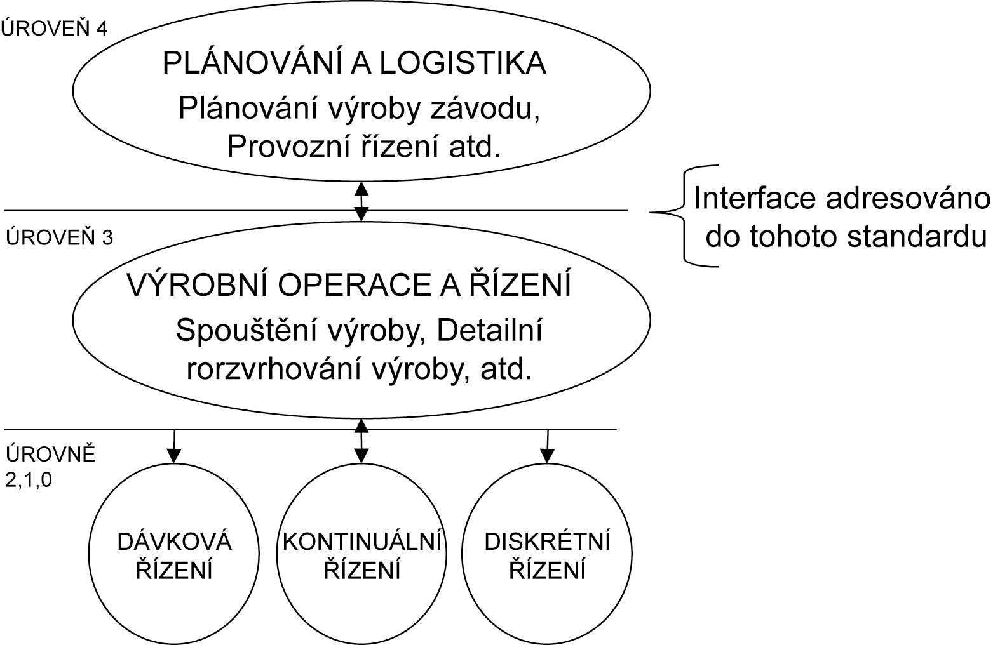 ÚROVEŇ 4
PLÁNOVÁNÍ A LOGISTIKA
Plánování výroby závodu,
Provozní řízení atd.
Interface adresováno
do tohoto standardu
ÚROVEŇ 3
VÝROBNÍ OPERACE A ŘÍZENÍ
Spouštění výroby, Detailní
rorzvrhování výroby, atd.
ÚROVNĚ
2,1,0
DÁVKOVÁ
ŘÍZENÍ
KONTINUÁLNÍ
ŘÍZENÍ
DISKRÉTNÍ
ŘÍZENÍ